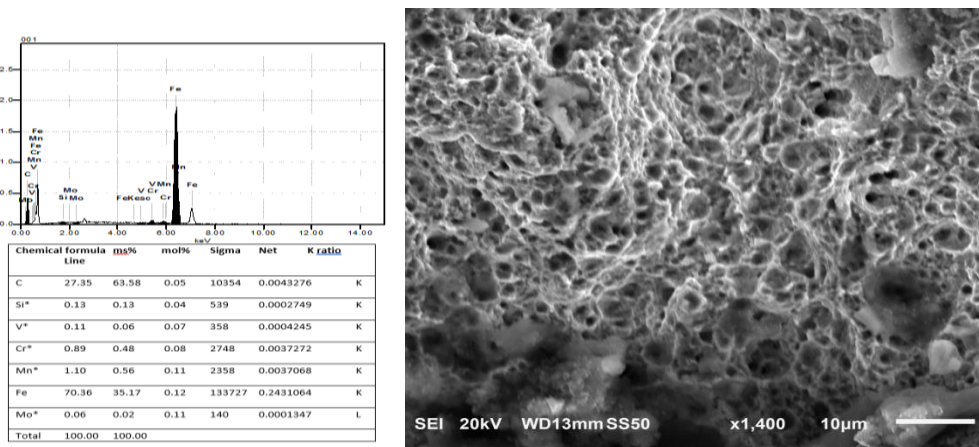 001
2.5
2.0
1.5
1.0
0.5
0.0
Fe
Fe
Mn
Fe
Cr
Mn
V
C
C
V
Mo
Mo
Si Mo
FeKesc
V
Cr
V Mn
Cr
Mn
Fe
0.00 2.00 4.00 6.00 8.00 10.00 12.00 14.00
keV
Chemical formula ms% mol% Sigma Net K ratio
Line
C 27.35 63.58 0.05 10354 0.0043276 K
Si* 0.13 0.13 0.04 539 0.0002749 K
V* 0.11 0.06 0.07 358 0.0004245 K
Cr* 0.89 0.48 0.08 2748 0.0037272 K
Mn* 1.10 0.56 0.11 2358 0.0037068 K
Fe 70.36 35.17 0.12 133727 0.2431064 K
Mo* 0.06 0.02 0.11 140 0.0001347 L
Total 100.00 100.00
SEI 20kV WD13mm SS50 x1,400 10µm